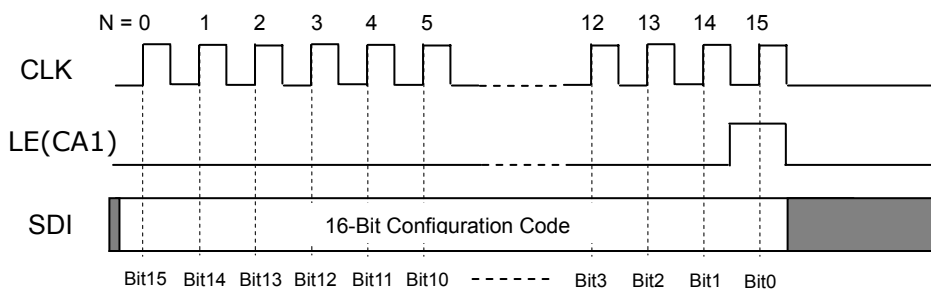 N = 0 1 2 3 4 5 12 13 14 15
CLK
LE(CA1)
SDI
16-Bit Configuration Code
Bit15 Bit14 Bit13 Bit12 Bit11 Bit10 Bit3 Bit2 Bit1 Bit0